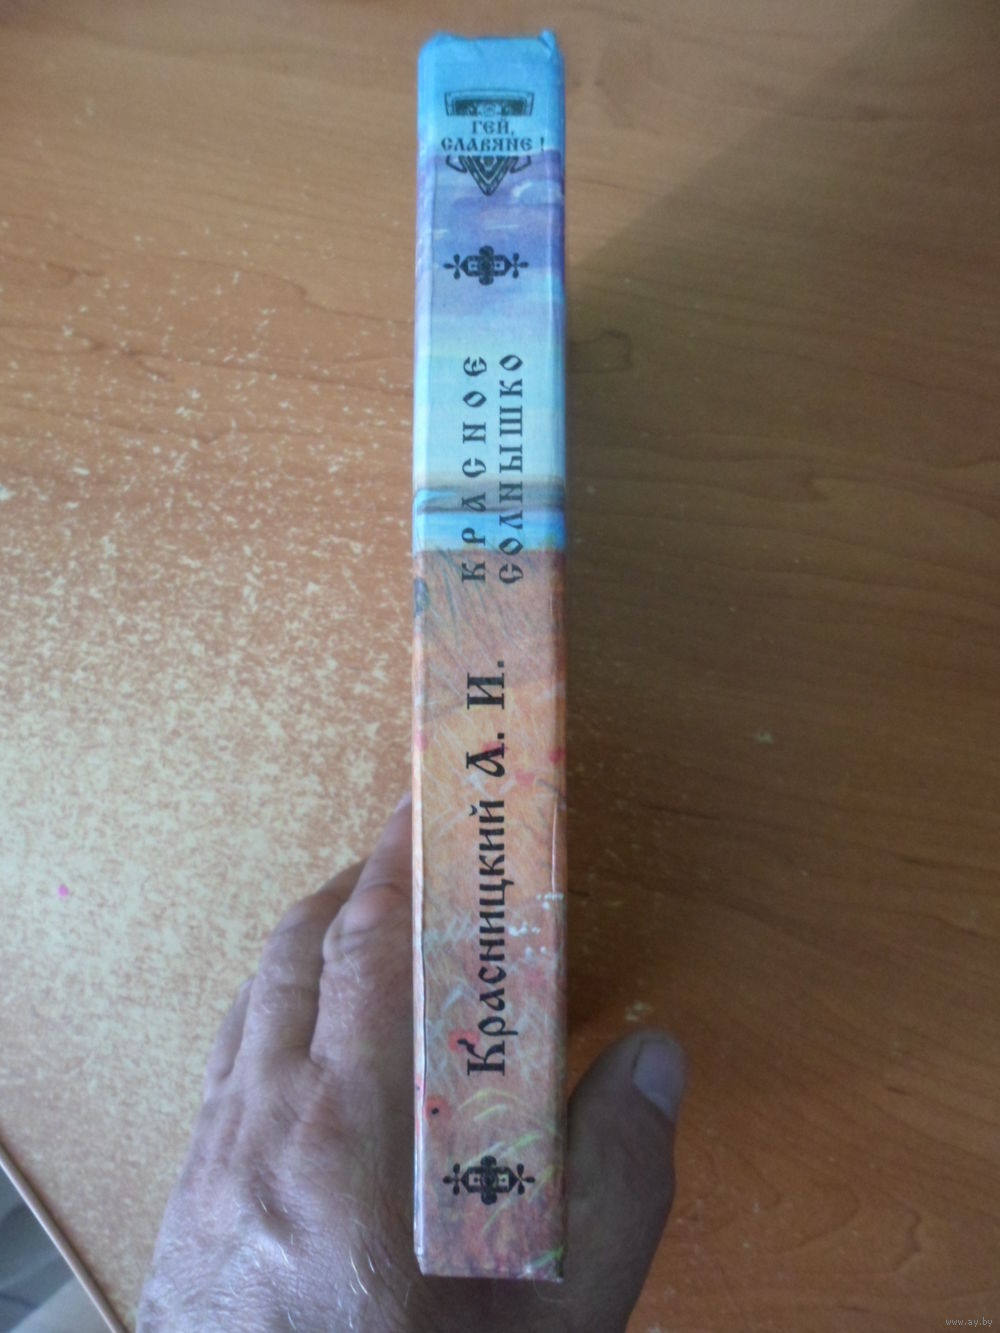 ГЕЙ,
СЛАВЯНЕ!
КРАСНОЕ
СОЛНЫШКО
Красницкий А. И.
www.ay.by